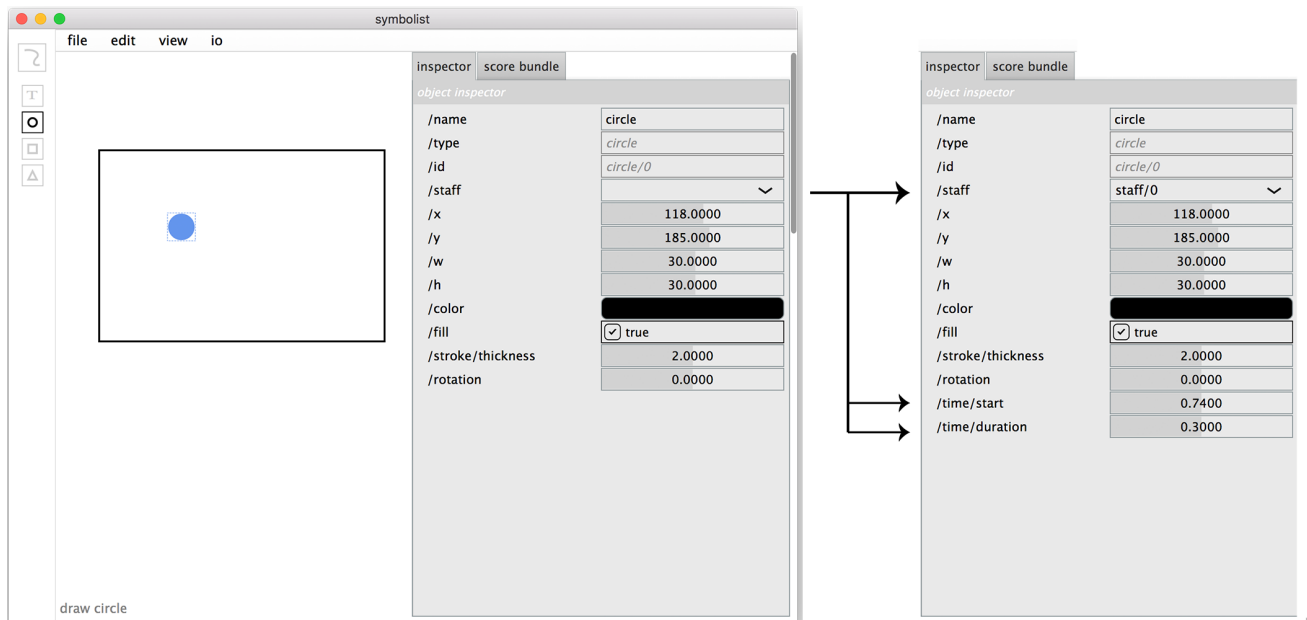 symbolist
file edit view io
inspector score bundle
object inspector
/name circle
/type circle
/id circle/0
/staff
/x 118.0000
/y 185.0000
/w 30.0000
/h 30.0000
/color
/fill true
/stroke/thickness 2.0000
/rotation 0.0000
T
draw circle
inspector score bundle
object inspector
/name circle
/type circle
/id circle/0
/staff staff/0
/x 118.0000
/y 185.0000
/w 30.0000
/h 30.0000
/color
/fill true
/stroke/thickness 2.0000
/rotation 0.0000
/time/start 0.7400
/time/duration 0.3000